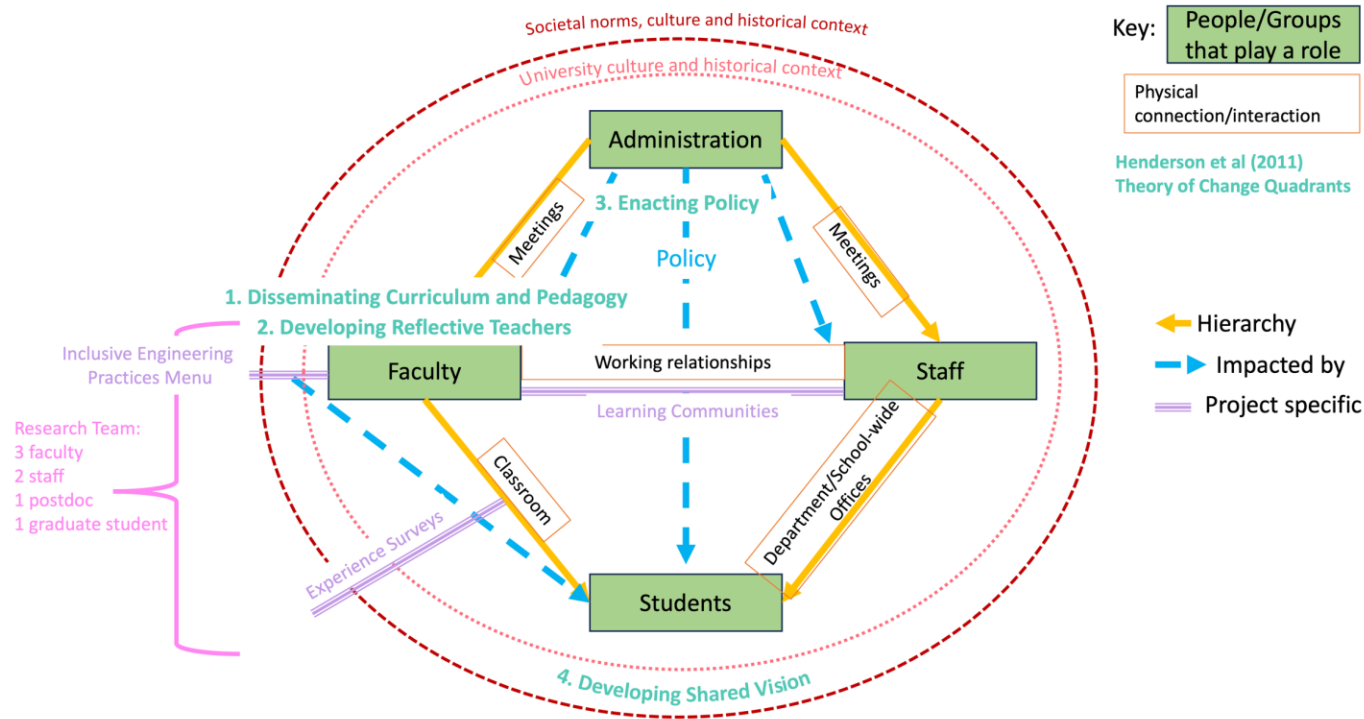 Societal norms, culture and historical context
University culture and historical context
Key:
People/Groups
that play a role
Physical
connection/interaction
Henderson et al (2011)
Theory of Change Quadrants
Administration
3. Enacting Policy
Meetings
Meetings
Policy
1. Disseminating Curriculum and Pedagogy
2. Developing Reflective Teachers
Inclusive Engineering
Practices Menu
Faculty
Working relationships
Staff
Learning Communities
Hierarchy
Impacted by
Project specific
Research Team:
3 faculty
2 staff
1 postdoc
1 graduate student
Classroom
Department/School-wide
Offices
Experience Surveys
Students
4. Developing Shared Vision